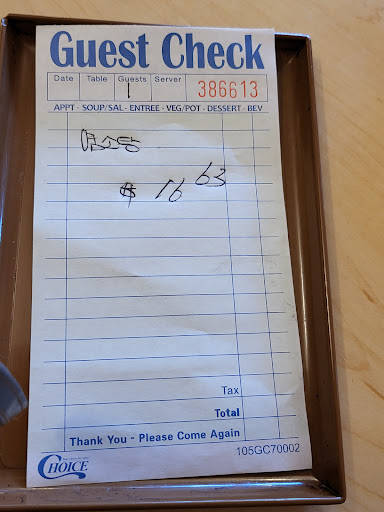 Guest Check
Date Table Guests Server
1 386613
APPT - SOUP/SAL - ENTREE - VEG/POT - DESSERT - BEV
$ 16 63
Tax
Total
Thank You - Please Come Again
CHOICE 105GC70002